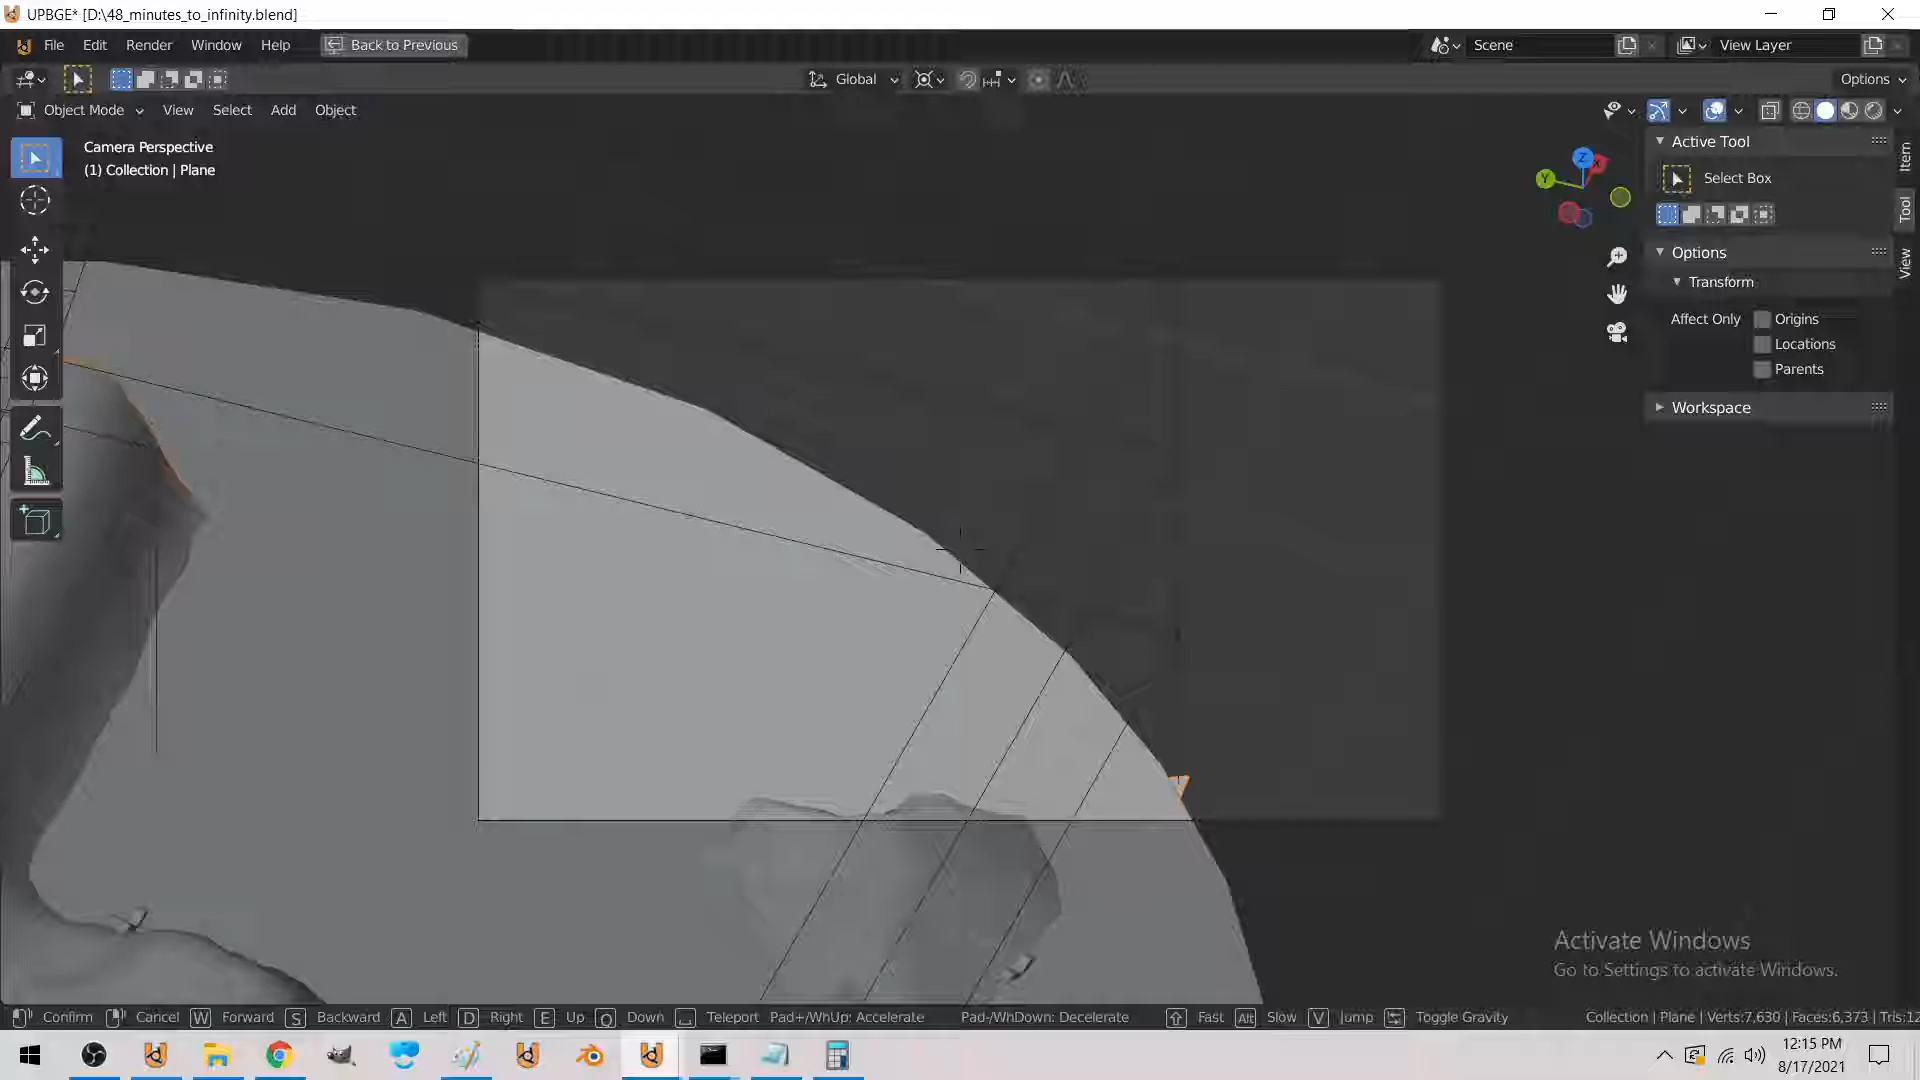 UPBGE* [D:\48_minutes_to_infinity.blend]
File Edit Render Window Help Back to Previous Scene View Layer
Global Options
Object Mode View Select Add Object
Camera Perspective
(1) Collection | Plane
Z
X
Y
Active Tool
Select Box
Options
Transform
Affect Only Origins
Locations
Parents
Workspace
Item
Tool
View
Activate Windows
Go to Settings to activate Windows.
Confirm Cancel W Forward S Backward A Left D Right E Up Q Down Teleport Pad+/WhUp: Accelerate Pad-/WhDown: Decelerate Fast Alt Slow V Jump Toggle Gravity Collection | Plane | Verts:7,630 | Faces:6,373 | Tris:12
12:15 PM
8/17/2021